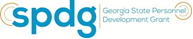 spdg
Georgia State Personnel
Development Grant